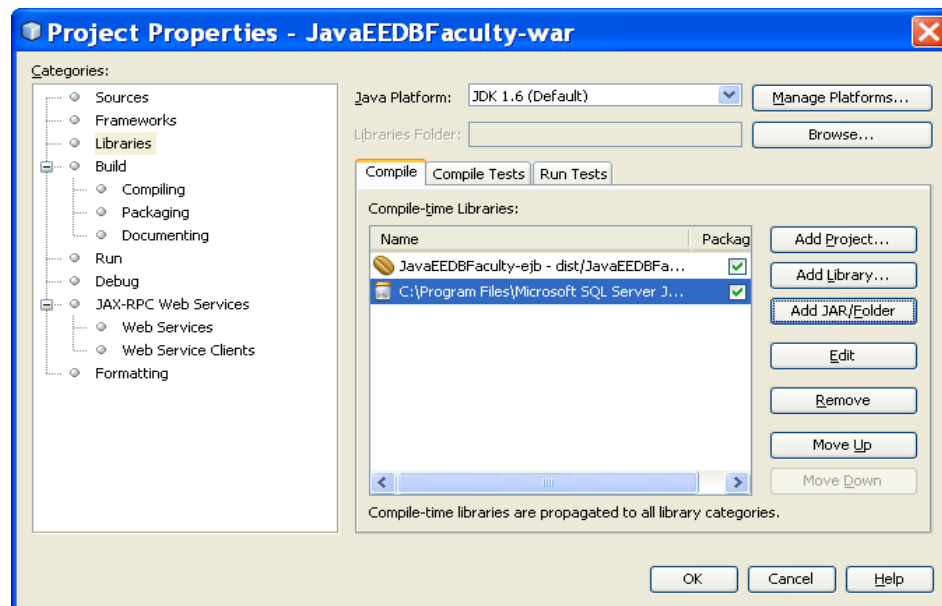 Project Properties - JavaEEDBFaculty-war
Categories:
Sources
Frameworks
Libraries
Build
Compiling
Packaging
Documenting
Run
Debug
JAX-RPC Web Services
Web Services
Web Service Clients
Formatting
Java Platform: JDK 1.6 (Default) Manage Platforms...
Libraries Folder: Browse...
Compile Compile Tests Run Tests
Compile-time Libraries:
Name Packag
JavaEEDBFaculty-ejb - dist/JavaEEDBFa...
C:\Program Files\Microsoft SQL Server J...
Add Project...
Add Library...
Add JAR/Folder
Edit
Remove
Move Up
Move Down
Compile-time libraries are propagated to all library categories.
OK Cancel Help